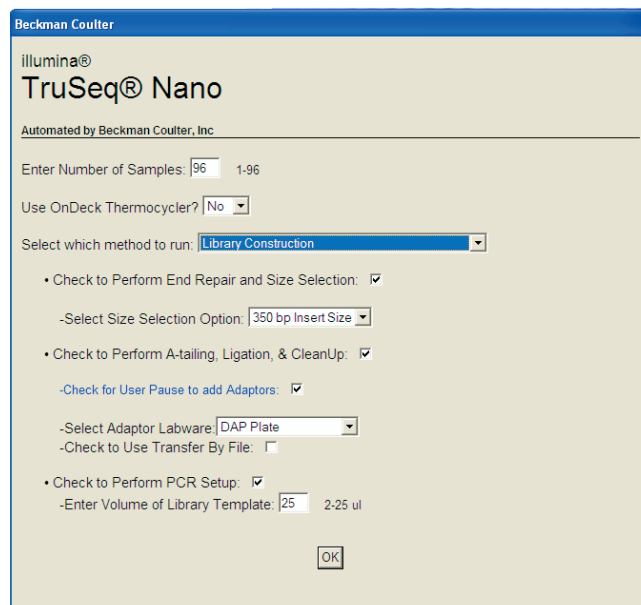 Beckman Coulter
illumina®
TruSeq® Nano
Automated by Beckman Coulter, Inc
Enter Number of Samples: 96 1-96
Use OnDeck Thermocycler? No
Select which method to run: Library Construction
• Check to Perform End Repair and Size Selection:
-Select Size Selection Option: 350 bp Insert Size
• Check to Perform A-tailing, Ligation, & CleanUp:
-Check for User Pause to add Adaptors:
-Select Adaptor Labware: DAP Plate
-Check to Use Transfer By File:
• Check to Perform PCR Setup:
-Enter Volume of Library Template: 25 2-25 ul
OK